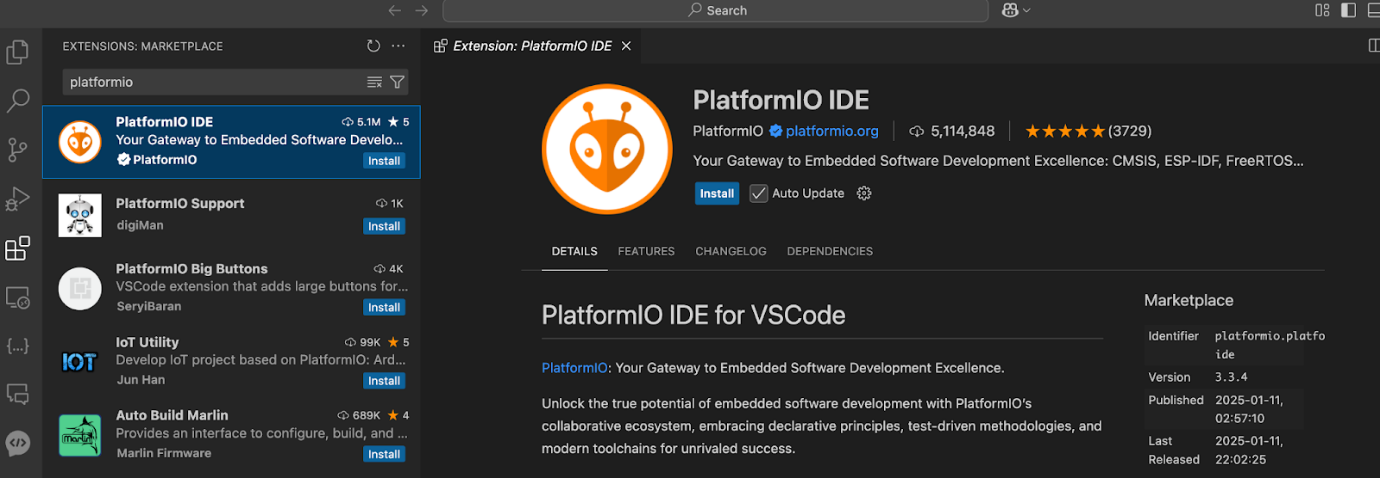 Search
EXTENSIONS: MARKETPLACE
platformio
PlatformIO IDE 5.1M ★ 5
Your Gateway to Embedded Software Develo...
PlatformIO Install
PlatformIO Support 1K
digiMan Install
PlatformIO Big Buttons 4K
VSCode extension that adds large buttons for...
SeryiBaran Install
IOT
IoT Utility 99K ★ 5
Develop IoT project based on PlatformIO: Ard...
Jun Han Install
Marlin
Auto Build Marlin 689K ★ 4
Provides an interface to configure, build, and ...
Marlin Firmware Install
Extension: PlatformIO IDE
PlatformIO IDE
PlatformIO platformio.org | 5,114,848 | ★★★★★(3729)
Your Gateway to Embedded Software Development Excellence: CMSIS, ESP-IDF, FreeRTOS...
Install Auto Update
DETAILS FEATURES CHANGELOG DEPENDENCIES
PlatformIO IDE for VSCode
PlatformIO: Your Gateway to Embedded Software Development Excellence.
Unlock the true potential of embedded software development with PlatformIO's
collaborative ecosystem, embracing declarative principles, test-driven methodologies, and
modern toolchains for unrivaled success.
Marketplace
Identifier platformio.platfo
ide
Version 3.3.4
Published 2025-01-11,
02:57:10
Last 2025-01-11,
Released 22:02:25